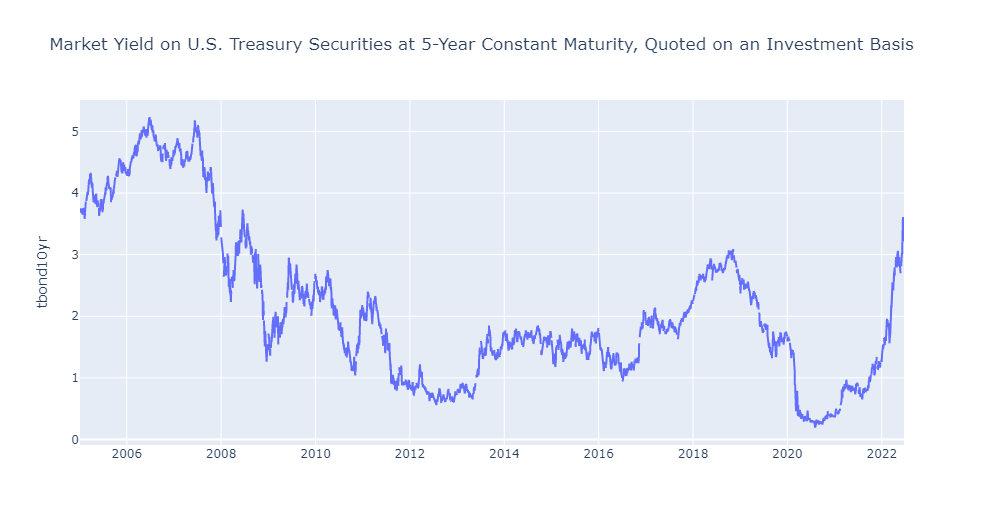 Market Yield on U.S. Treasury Securities at 5-Year Constant Maturity, Quoted on an Investment Basis
tbond10yr
5
4
3
2
1
0
2006 2008 2010 2012 2014 2016 2018 2020 2022